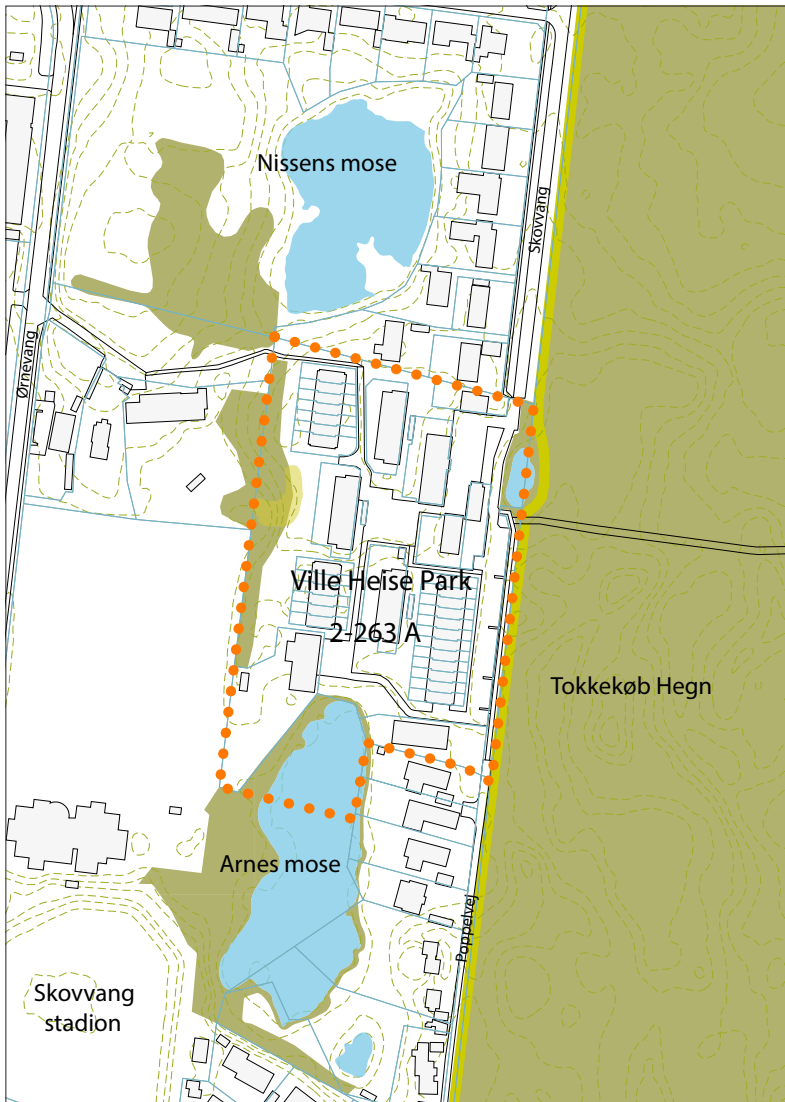 Nissens mose
Skovvang
Ørnevang
Ville Heise Park
2-263 A
Tokkekøb Hegn
Arnes mose
Poppelvej
Skovvang
stadion